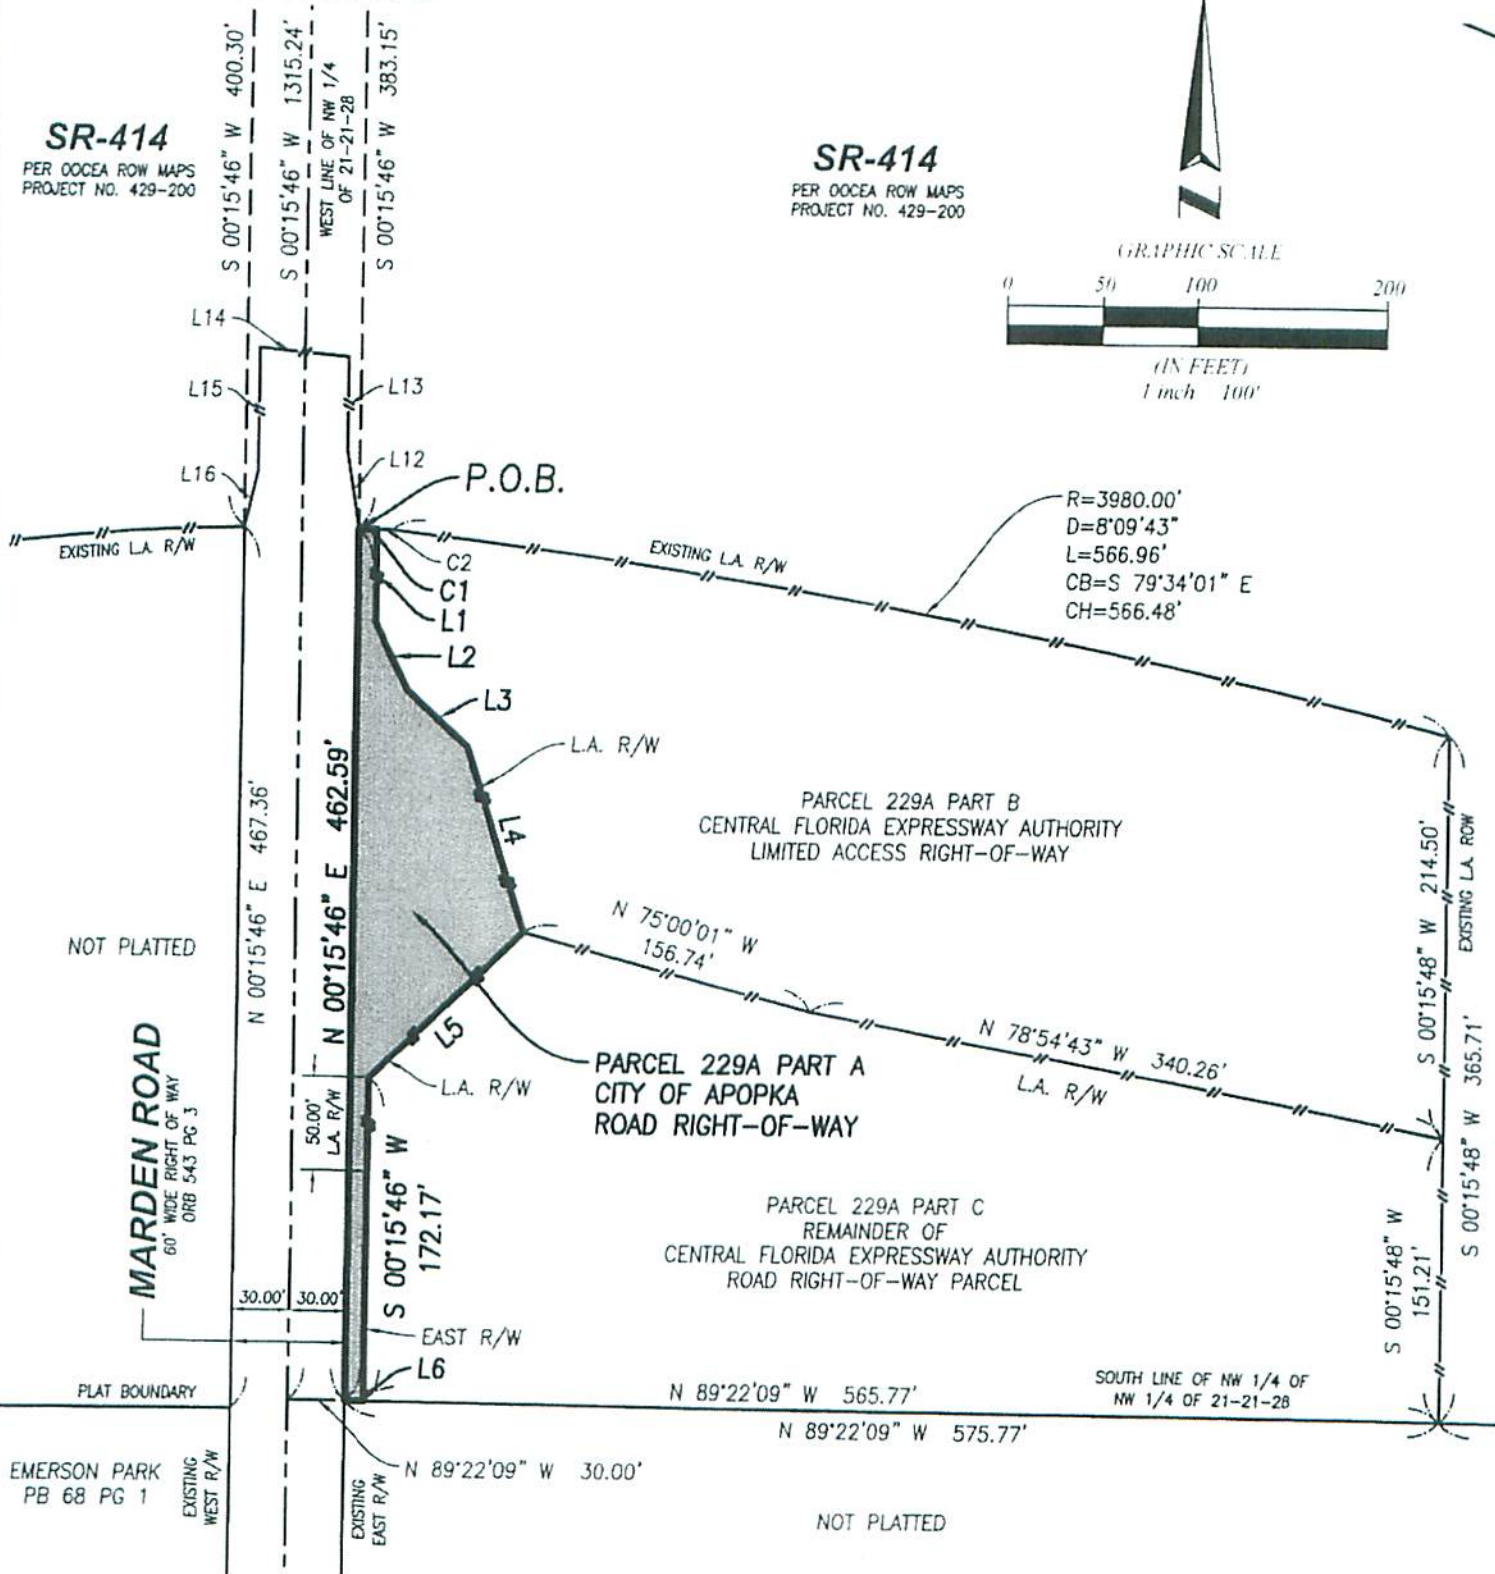 S 00°15'46" W 400.30'
S 00°15'46" W 1315.24'
WEST LINE OF NW 1/4
OF 21-21-28
S 00°15'46" W 383.15'
SR-414
PER OOCEA ROW MAPS
PROJECT NO. 429-200
SR-414
PER OOCEA ROW MAPS
PROJECT NO. 429-200
GRAPHIC SCALE
0 50 100 200
(IN FEET)
1 inch 100'
L14
L15
L13
L16
L12
P.O.B.
EXISTING L.A. R/W
EXISTING L.A. R/W
R=3980.00'
D=8°09'43"
L=566.96'
CB=S 79°34'01" E
CH=566.48'
C2
C1
L1
L2
L3
L.A. R/W
L4
N 00°15'46" E 467.36'
N 00°15'46" E 462.59'
PARCEL 229A PART B
CENTRAL FLORIDA EXPRESSWAY AUTHORITY
LIMITED ACCESS RIGHT-OF-WAY
S 00°15'48" W 214.50'
EXISTING L.A. ROW
S 00°15'48" W 365.71'
NOT PLATTED
N 75°00'01" W
156.74'
N 78°54'43" W 340.26'
L.A. R/W
L5
L.A. R/W
PARCEL 229A PART A
CITY OF APOPKA
ROAD RIGHT-OF-WAY
MARDEN ROAD
60' WIDE RIGHT OF WAY
ORB 543 PG 3
50.00'
L.A. R/W
S 00°15'46" W
172.17'
PARCEL 229A PART C
REMAINDER OF
CENTRAL FLORIDA EXPRESSWAY AUTHORITY
ROAD RIGHT-OF-WAY PARCEL
S 00°15'48" W
151.21'
30.00' 30.00'
EAST R/W
L6
PLAT BOUNDARY
N 89°22'09" W 565.77'
SOUTH LINE OF NW 1/4 OF
NW 1/4 OF 21-21-28
N 89°22'09" W 575.77'
EMERSON PARK
PB 68 PG 1
EXISTING
WEST R/W
EXISTING
EAST R/W
N 89°22'09" W 30.00'
NOT PLATTED